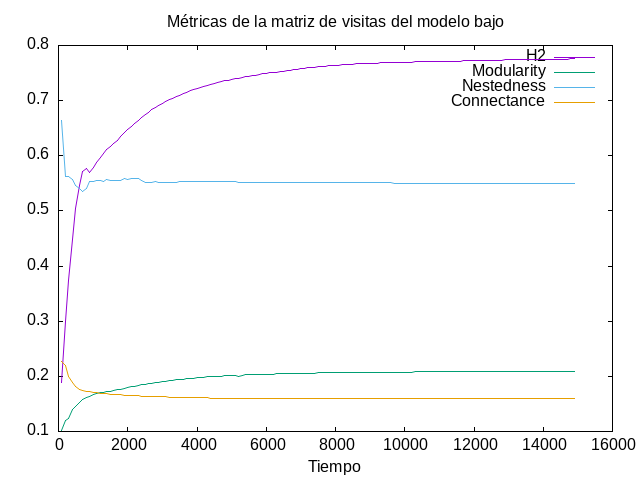 Métricas de la matriz de visitas del modelo bajo
0.8
0.7
0.6
0.5
0.4
0.3
0.2
0.1
H2
Modularity
Nestedness
Connectance
0 2000 4000 6000 8000 10000 12000 14000 16000
Tiempo